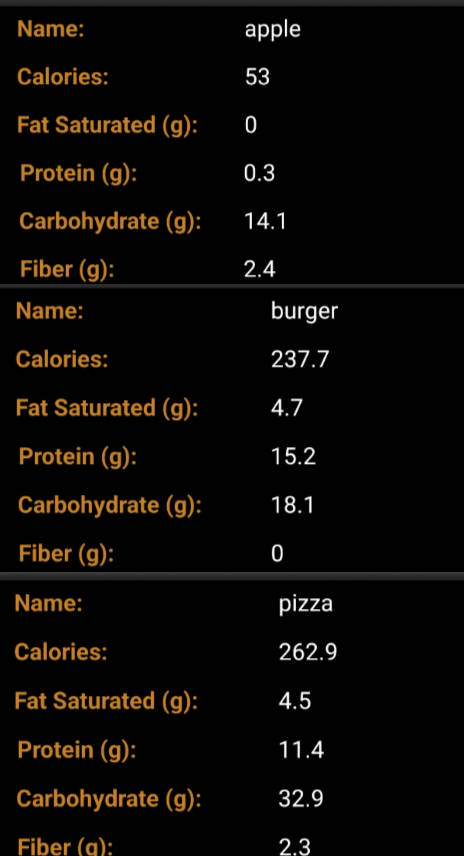 Name: apple
Calories: 53
Fat Saturated (g): 0
Protein (g): 0.3
Carbohydrate (g): 14.1
Fiber (g): 2.4
Name: burger
Calories: 237.7
Fat Saturated (g): 4.7
Protein (g): 15.2
Carbohydrate (g): 18.1
Fiber (g): 0
Name: pizza
Calories: 262.9
Fat Saturated (g): 4.5
Protein (g): 11.4
Carbohydrate (g): 32.9
Fiber (g): 2.3